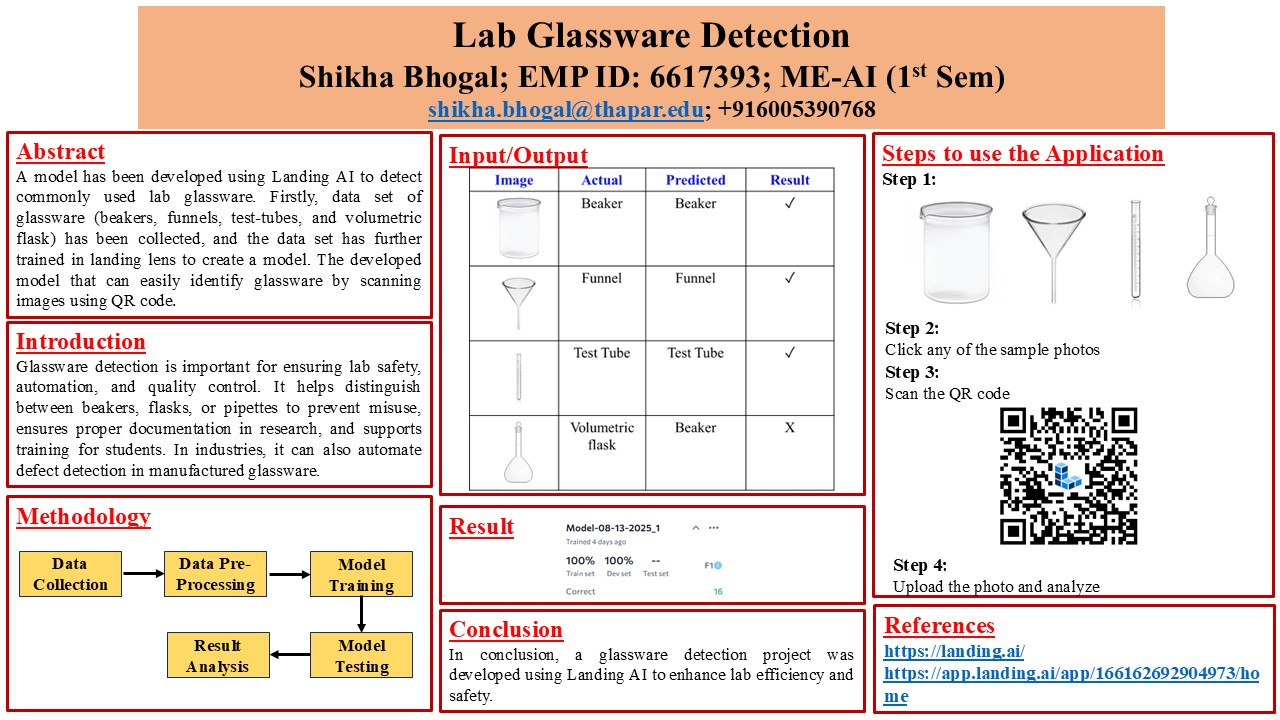 Lab Glassware Detection
Shikha Bhogal; EMP ID: 6617393; ME-AI (1st Sem)
shikha.bhogal@thapar.edu; +916005390768
Abstract
A model has been developed using Landing AI to detect
commonly used lab glassware. Firstly, data set of
glassware (beakers, funnels, test-tubes, and volumetric
flask) has been collected, and the data set has further
trained in landing lens to create a model. The developed
model that can easily identify glassware by scanning
images using QR code.
Introduction
Glassware detection is important for ensuring lab safety,
automation, and quality control. It helps distinguish
between beakers, flasks, or pipettes to prevent misuse,
ensures proper documentation in research, and supports
training for students. In industries, it can also automate
defect detection in manufactured glassware.
Methodology
Data
Collection
Data Pre-
Processing
Model
Training
Model
Testing
Result
Analysis
Input/Output
Image Actual Predicted Result
Beaker Beaker ✓
Funnel Funnel ✓
Test Tube Test Tube ✓
Volumetric Beaker X
flask
Result
Model-08-13-2025_1
Trained 4 days ago
100% 100% --
Train set Dev set Test set
F1
Correct 16
Conclusion
In conclusion, a glassware detection project was
developed using Landing AI to enhance lab efficiency and
safety.
Steps to use the Application
Step 1:
Step 2:
Click any of the sample photos
Step 3:
Scan the QR code
Step 4:
Upload the photo and analyze
References
https://landing.ai/
https://app.landing.ai/app/166162692904973/ho
me